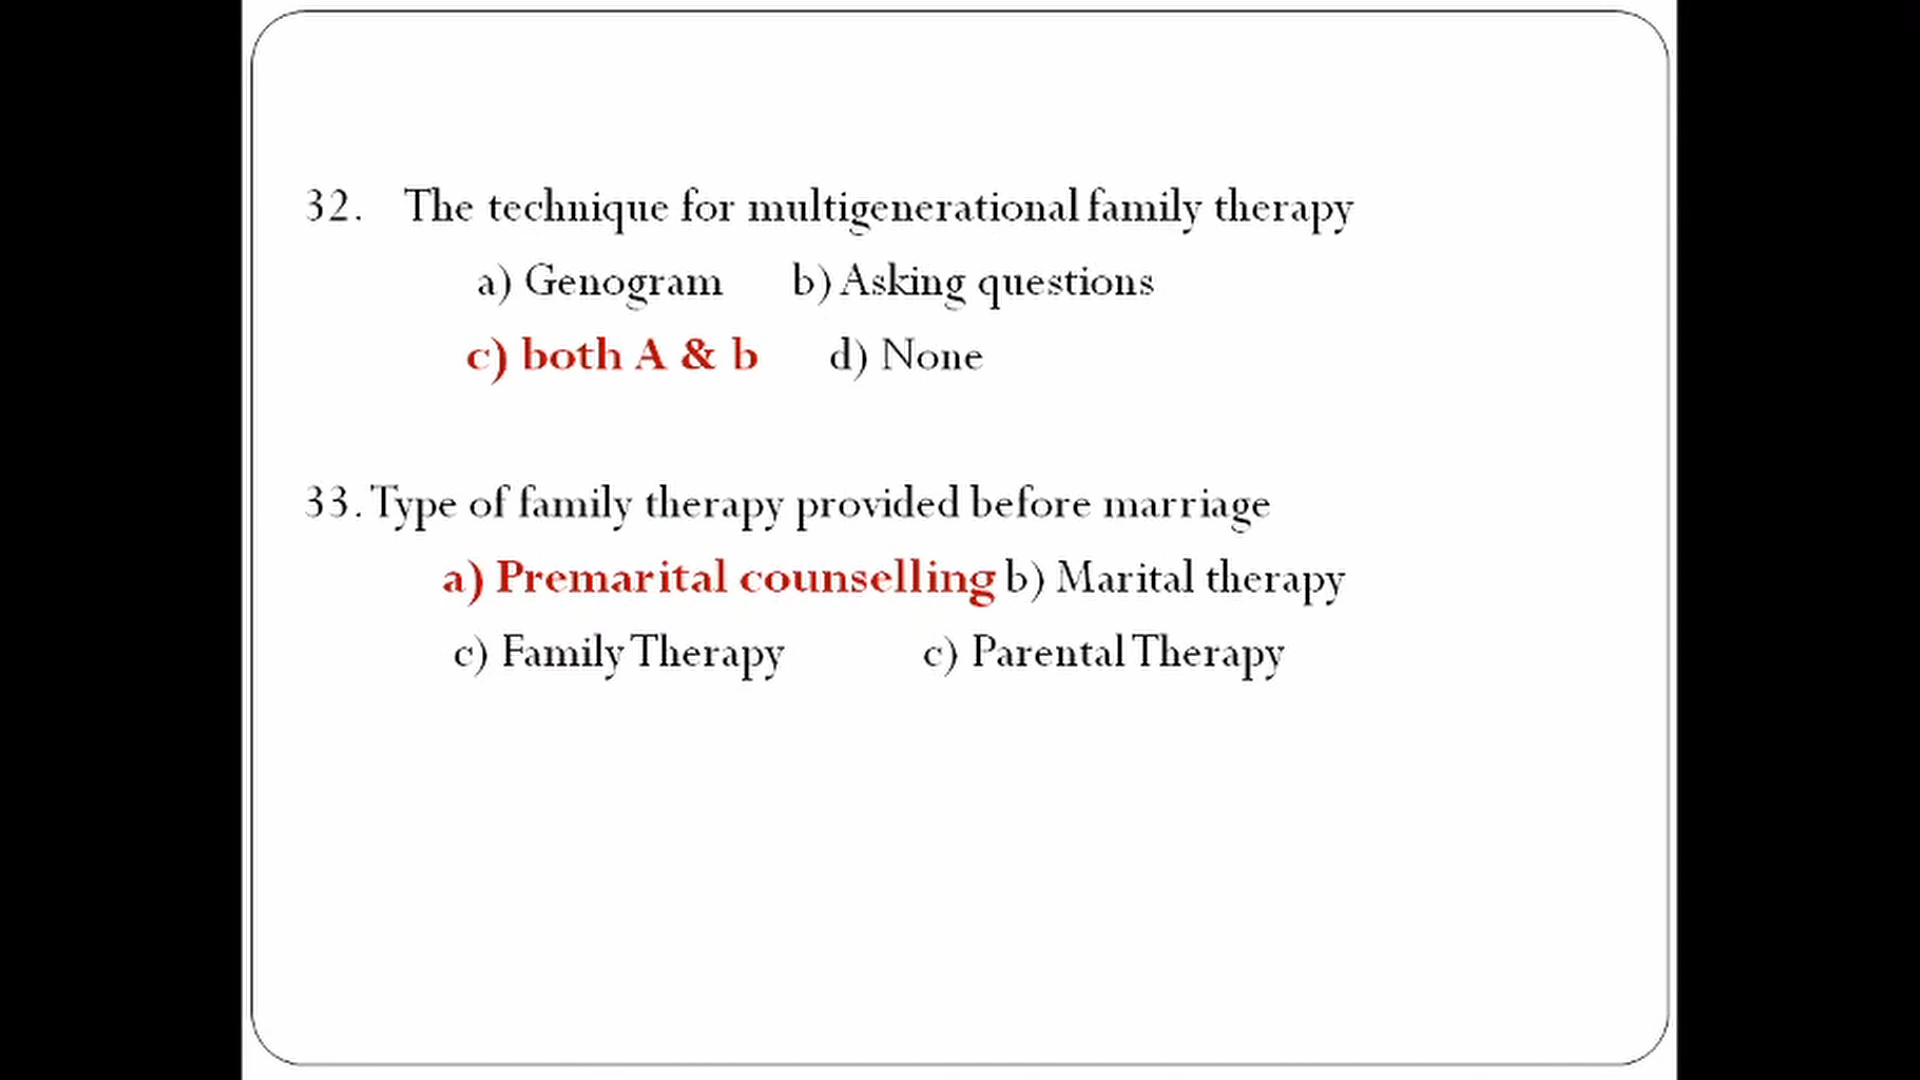 32. The technique for multigenerational family therapy
a) Genogram b) Asking questions
c) both A & b d) None
33. Type of family therapy provided before marriage
a) Premarital counselling b) Marital therapy
c) Family Therapy c) Parental Therapy